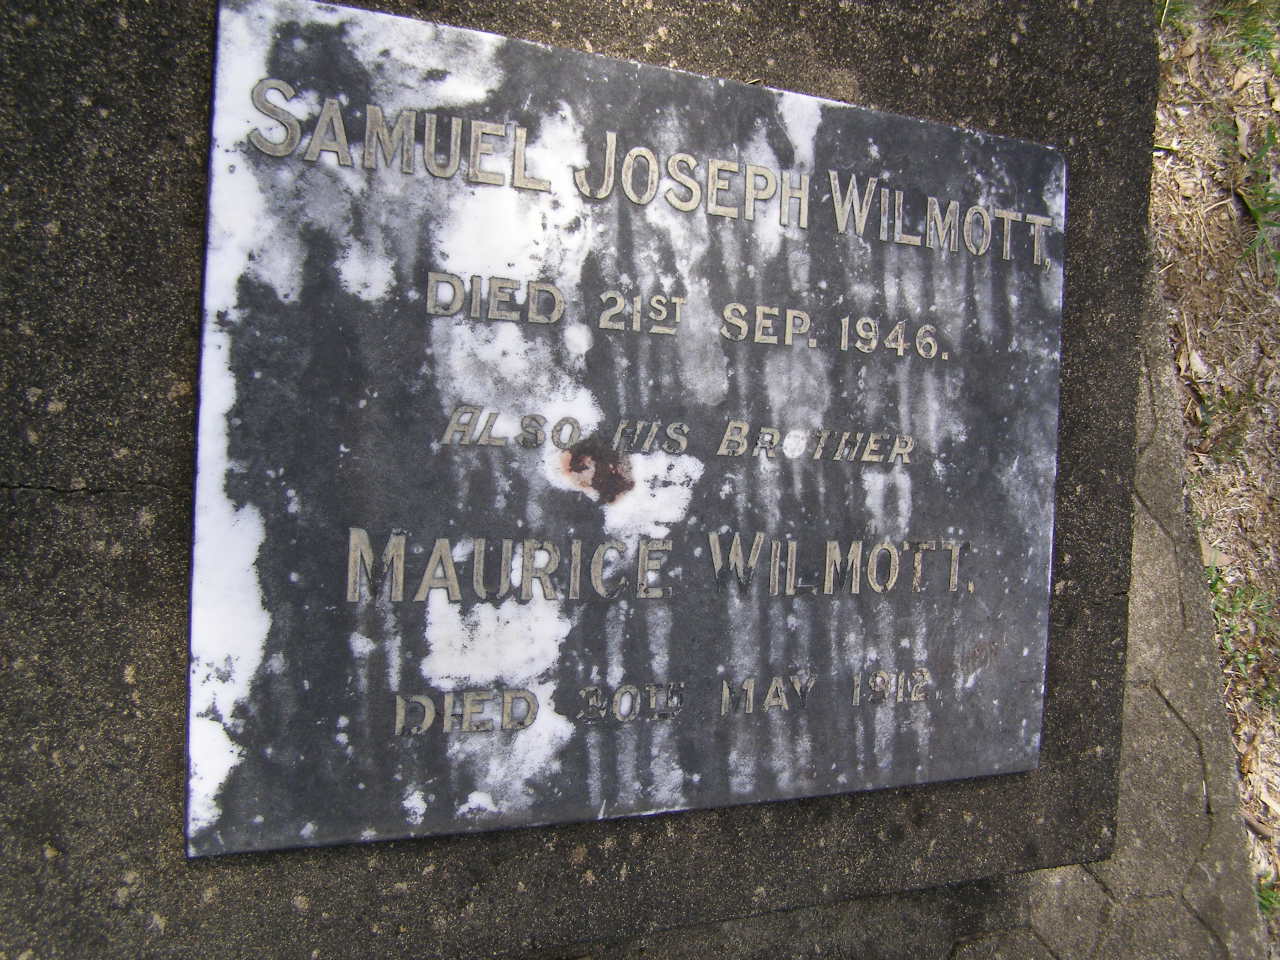 SAMUEL JOSEPH WILMOTT,
DIED 21ST SEP. 1946.
ALSO HIS BROTHER
MAURICE WILMOTT.
DIED 30TH MAY 1912.